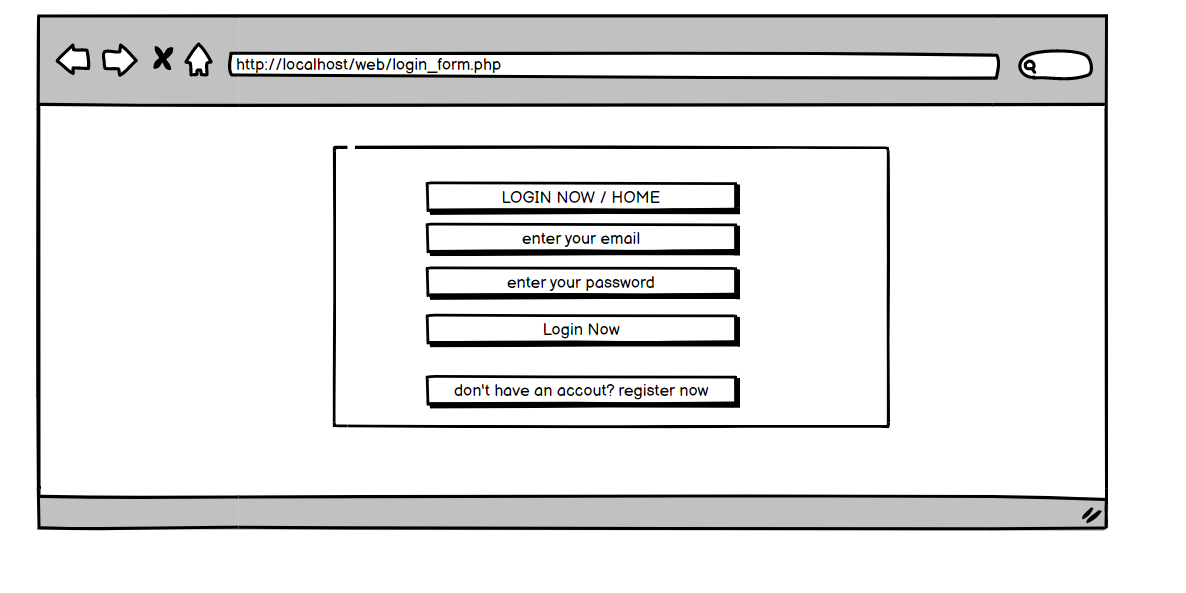 http://localhost/web/login_form.php
LOGIN NOW / HOME
enter your email
enter your password
Login Now
don't have an accout? register now